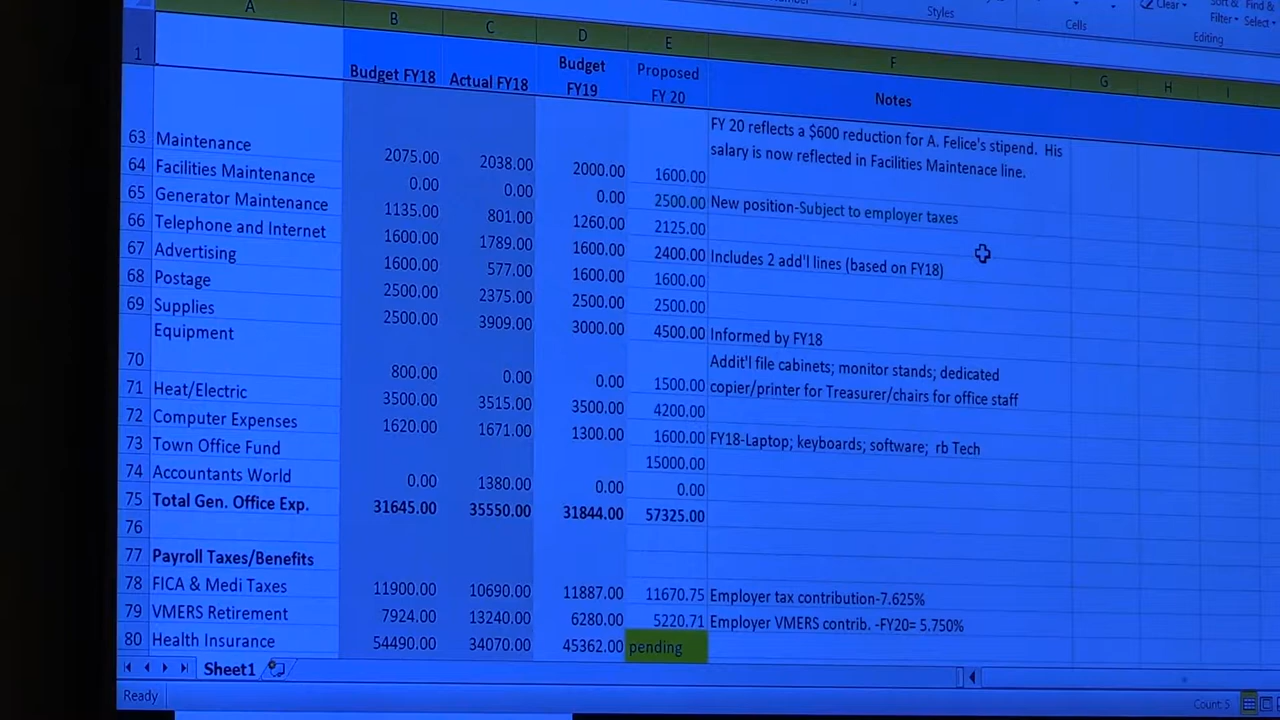 Clear
Filter
Select
Styles
Cells
Editing
A B C D E F G H I
1 Budget FY18 Actual FY18 Budget FY19 Proposed FY 20 Notes
63 Maintenance 2075.00 2038.00 2000.00 1600.00 FY 20 reflects a $600 reduction for A. Felice's stipend. His
salary is now reflected in Facilities Maintenace line.
64 Facilities Maintenance 0.00 0.00 0.00 2500.00 New position-Subject to employer taxes
65 Generator Maintenance 1135.00 801.00 1260.00 2125.00
66 Telephone and Internet 1600.00 1789.00 1600.00 2400.00 Includes 2 add'l lines (based on FY18)
67 Advertising 1600.00 577.00 1600.00 1600.00
68 Postage 2500.00 2375.00 2500.00 2500.00
69 Supplies 2500.00 3909.00 3000.00 4500.00 Informed by FY18
70 Equipment 800.00 0.00 0.00 1500.00 Addit'l file cabinets; monitor stands; dedicated
copier/printer for Treasurer/chairs for office staff
71 Heat/Electric 3500.00 3515.00 3500.00 4200.00
72 Computer Expenses 1620.00 1671.00 1300.00 1600.00 FY18-Laptop; keyboards; software; rb Tech
73 Town Office Fund 15000.00
74 Accountants World 0.00 1380.00 0.00 0.00
75 Total Gen. Office Exp. 31645.00 35550.00 31844.00 57325.00
76
77 Payroll Taxes/Benefits
78 FICA & Medi Taxes 11900.00 10690.00 11887.00 11670.75 Employer tax contribution-7.625%
79 VMERS Retirement 7924.00 13240.00 6280.00 5220.71 Employer VMERS contrib. -FY20= 5.750%
80 Health Insurance 54490.00 34070.00 45362.00 pending
Sheet1
Ready
Count: 5